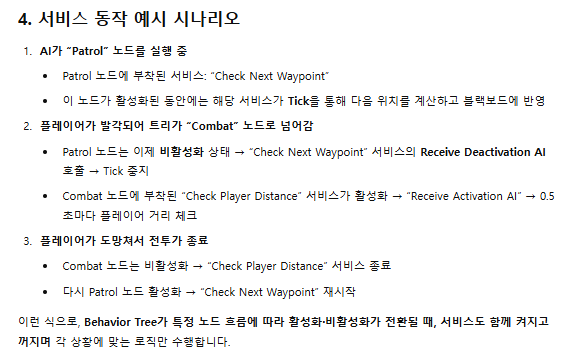 4. 서비스 동작 예시 시나리오
1. AI가 “Patrol” 노드를 실행 중
• Patrol 노드에 부착된 서비스: “Check Next Waypoint”
• 이 노드가 활성화된 동안에는 해당 서비스가 Tick을 통해 다음 위치를 계산하고 블랙보드에 반영
2. 플레이어가 발각되어 트리가 “Combat” 노드로 넘어감
• Patrol 노드는 이제 비활성화 상태 → “Check Next Waypoint” 서비스의 Receive Deactivation AI
호출 → Tick 중지
• Combat 노드에 부착된 “Check Player Distance” 서비스가 활성화 → “Receive Activation AI” → 0.5
초마다 플레이어 거리 체크
3. 플레이어가 도망쳐서 전투가 종료
• Combat 노드는 비활성화 → “Check Player Distance” 서비스 종료
• 다시 Patrol 노드 활성화 → “Check Next Waypoint” 재시작
이런 식으로, Behavior Tree가 특정 노드 흐름에 따라 활성화·비활성화가 전환될 때, 서비스도 함께 켜지고
꺼지며 각 상황에 맞는 로직만 수행합니다.